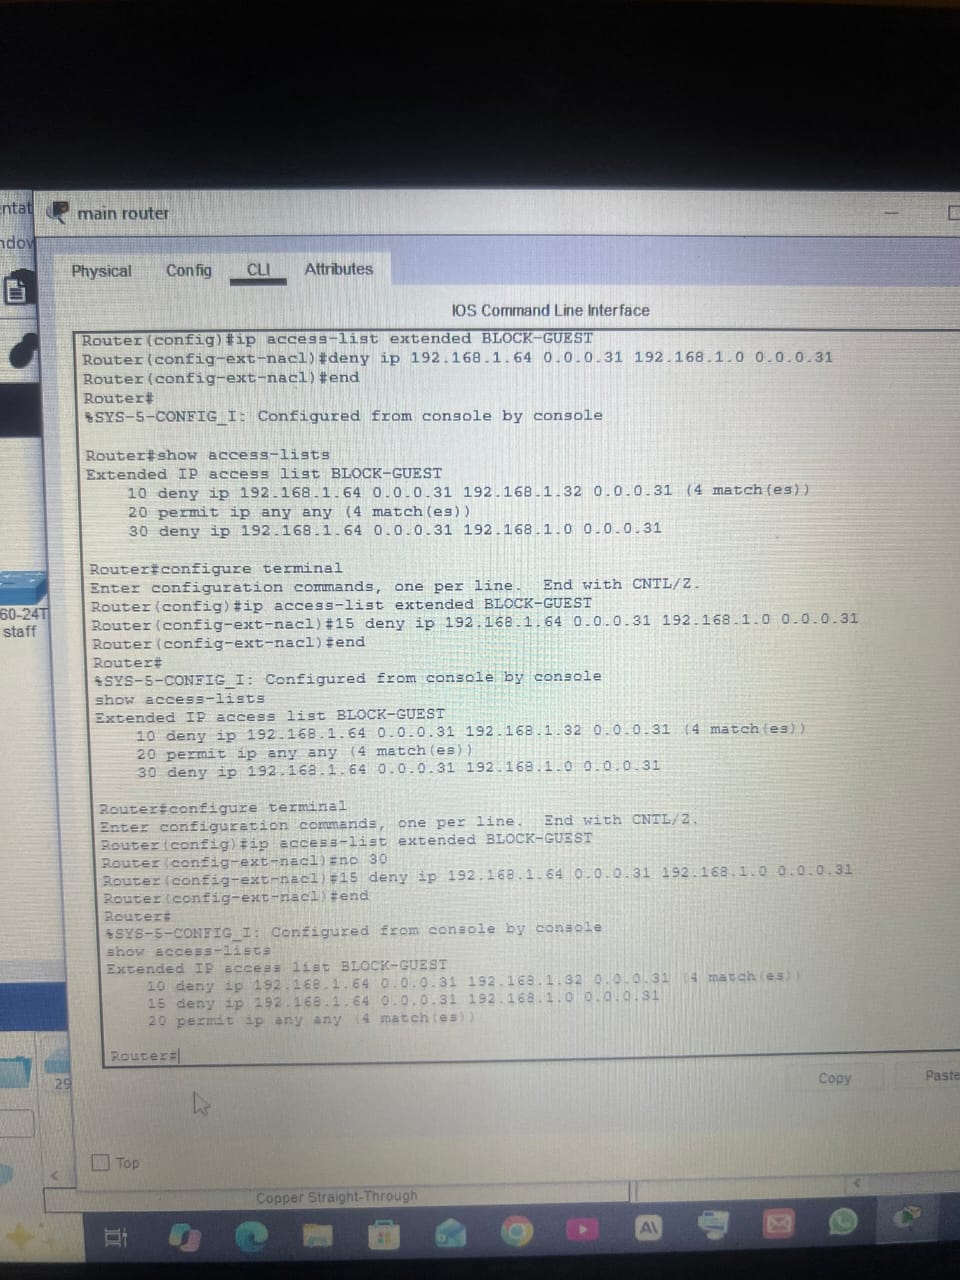 ntat
main router
ndov
Physical Config CLI Attributes
IOS Command Line Interface
Router(config)#ip access-list extended BLOCK-GUEST
Router(config-ext-nacl)#deny ip 192.168.1.64 0.0.0.31 192.168.1.0 0.0.0.31
Router(config-ext-nacl)#end
Router#
%SYS-5-CONFIG_I: Configured from console by console
Router#show access-lists
Extended IP access list BLOCK-GUEST
10 deny ip 192.168.1.64 0.0.0.31 192.168.1.32 0.0.0.31 (4 match(es))
20 permit ip any any (4 match(es))
30 deny ip 192.168.1.64 0.0.0.31 192.168.1.0 0.0.0.31
Router#configure terminal
Enter configuration commands, one per line. End with CNTL/Z.
Router(config)#ip access-list extended BLOCK-GUEST
Router(config-ext-nacl)#15 deny ip 192.168.1.64 0.0.0.31 192.168.1.0 0.0.0.31
Router(config-ext-nacl)#end
Router#
%SYS-5-CONFIG_I: Configured from console by console
show access-lists
Extended IP access list BLOCK-GUEST
10 deny ip 192.168.1.64 0.0.0.31 192.168.1.32 0.0.0.31 (4 match(es))
20 permit ip any any (4 match(es))
30 deny ip 192.168.1.64 0.0.0.31 192.168.1.0 0.0.0.31
Router#configure terminal
Enter configuration commands, one per line. End with CNTL/Z.
Router(config)#ip access-list extended BLOCK-GUEST
Router(config-ext-nacl)#no 30
Router(config-ext-nacl)#15 deny ip 192.168.1.64 0.0.0.31 192.168.1.0 0.0.0.31
Router(config-ext-nacl)#end
Router#
%SYS-5-CONFIG_I: Configured from console by console
show access-lists
Extended IP access list BLOCK-GUEST
10 deny ip 192.168.1.64 0.0.0.31 192.168.1.32 0.0.0.31 (4 match(es))
15 deny ip 192.168.1.64 0.0.0.31 192.168.1.0 0.0.0.31
20 permit ip any any (4 match(es))
Router#
60-24T
staff
29
Copy Paste
Top
Copper Straight-Through
A\